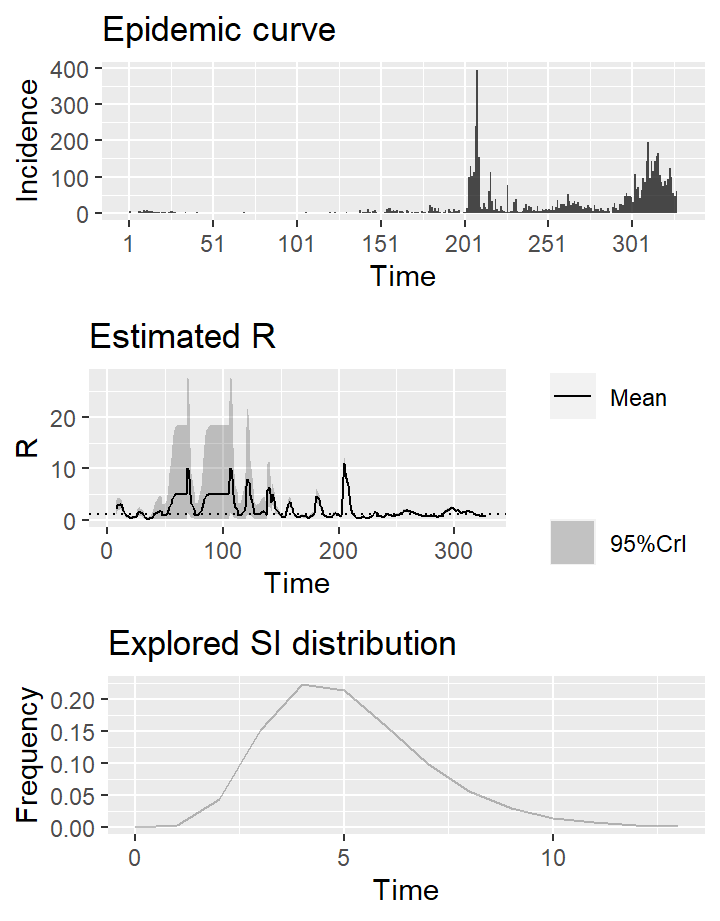 Epidemic curve
400
300
200
100
0
Incidence
1 51 101 151 201 251 301
Time
Estimated R
20
10
0
R
0 100 200 300
Time
Mean
95%CrI
Explored SI distribution
0.20
0.15
0.10
0.05
0.00
Frequency
0 5 10
Time